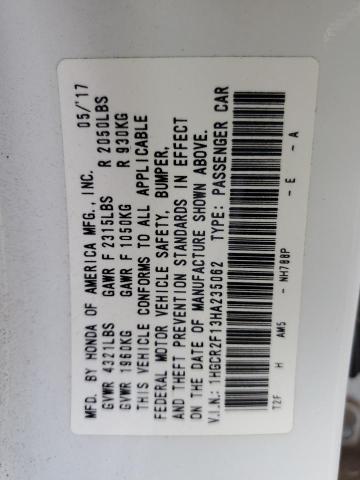 MFD. BY HONDA OF AMERICA MFG., INC. 05/'17
GVWR 4321LBS GAWR F 2315LBS R 2050LBS
GVWR 1960KG GAWR F 1050KG R 930KG
THIS VEHICLE CONFORMS TO ALL APPLICABLE
FEDERAL MOTOR VEHICLE SAFETY, BUMPER,
AND THEFT PREVENTION STANDARDS IN EFFECT
ON THE DATE OF MANUFACTURE SHOWN ABOVE.
V.I.N.: 1HGCR2F13HA235062 TYPE: PASSENGER CAR
T2F H AM5 - NH788P - E - A